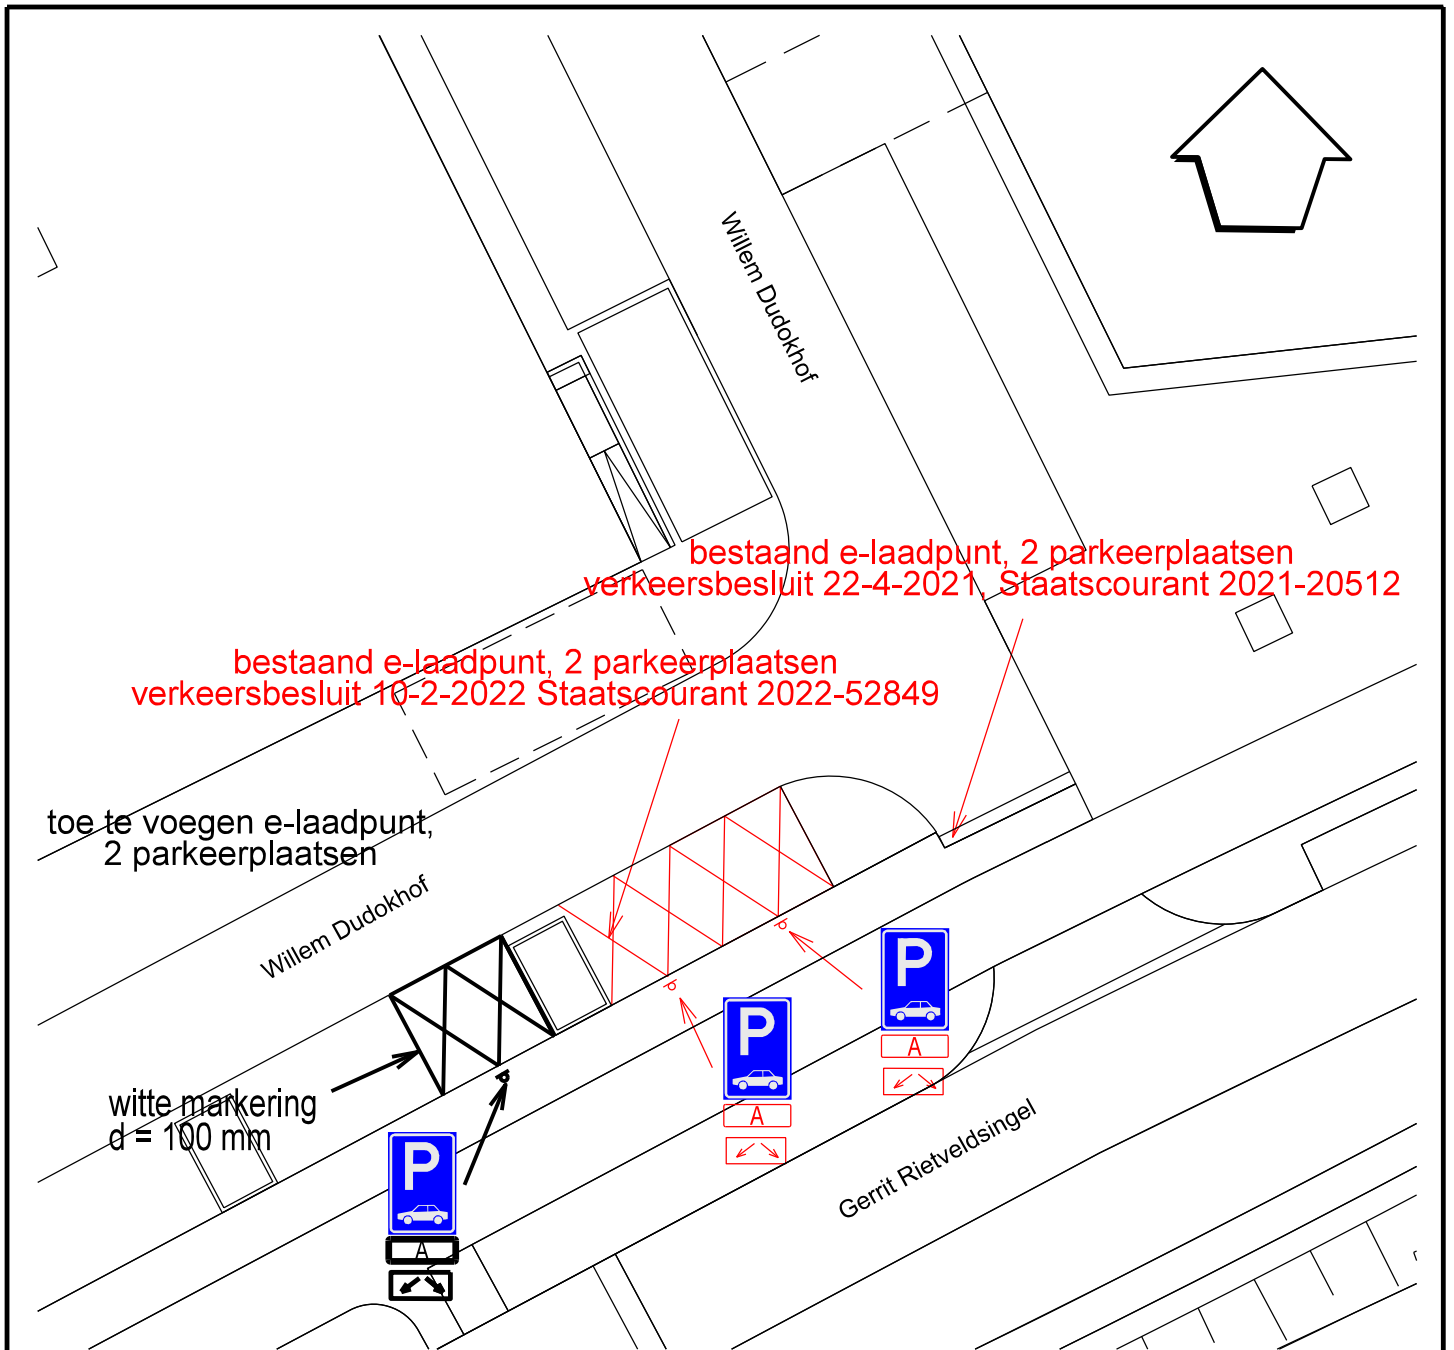 Willem Dudokhof
bestaand e-laadpunt, 2 parkeerplaatsen
verkeersbesluit 22-4-2021, Staatscourant 2021-20512
bestaand e-laadpunt, 2 parkeerplaatsen
verkeersbesluit 10-2-2022 Staatscourant 2022-52849
toe te voegen e-laadpunt,
2 parkeerplaatsen
Willem Dudokhof
P
A
P
A
witte markering
d = 100 mm
P
A
Gerrit Rietveldsingel